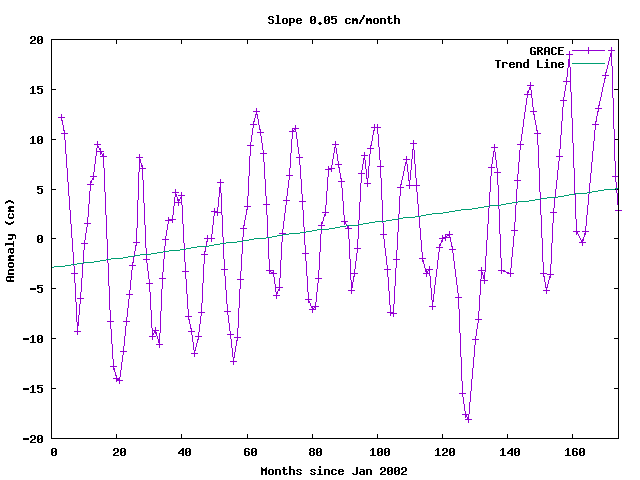 Slope 0.05 cm/month
20
GRACE
Trend Line
15
10
5
0
-5
-10
-15
-20
Anomaly (cm)
0 20 40 60 80 100 120 140 160
Months since Jan 2002